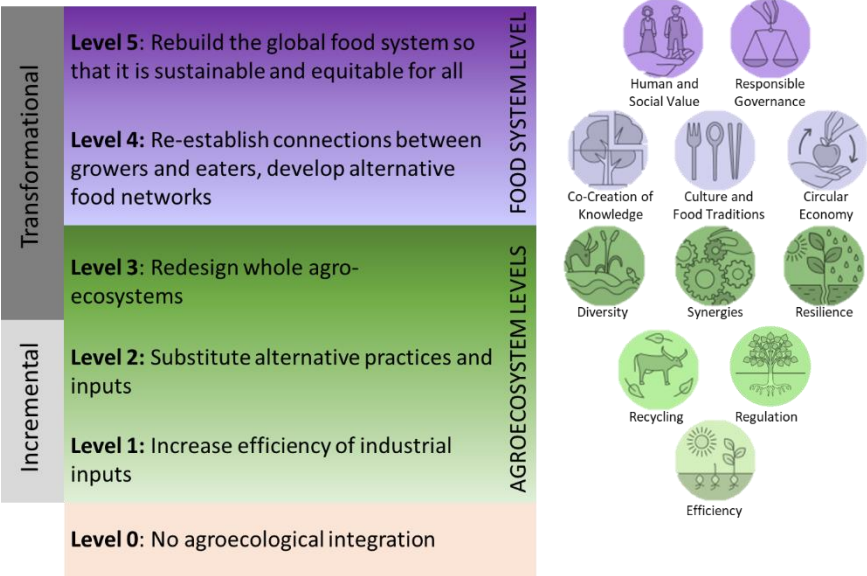 Transformational
Incremental
Level 5: Rebuild the global food system so
that it is sustainable and equitable for all
Level 4: Re-establish connections between
growers and eaters, develop alternative
food networks
Level 3: Redesign whole agro-
ecosystems
Level 2: Substitute alternative practices and
inputs
Level 1: Increase efficiency of industrial
inputs
Level 0: No agroecological integration
FOOD SYSTEM LEVEL
AGROECOSYSTEM LEVELS
Human and
Social Value
Responsible
Governance
Co-Creation of
Knowledge
Culture and
Food Traditions
Circular
Economy
Diversity
Synergies
Resilience
Recycling
Regulation
Efficiency